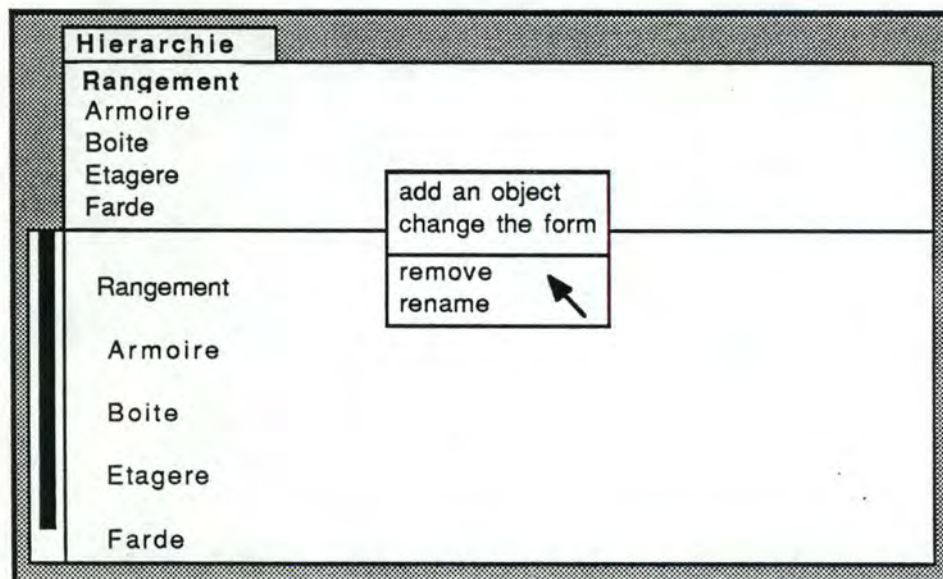 Hierarchie
Rangement
Armoire
Boite
Etagere
Farde
add an object
change the form
remove
rename
Rangement
Armoire
Boite
Etagere
Farde